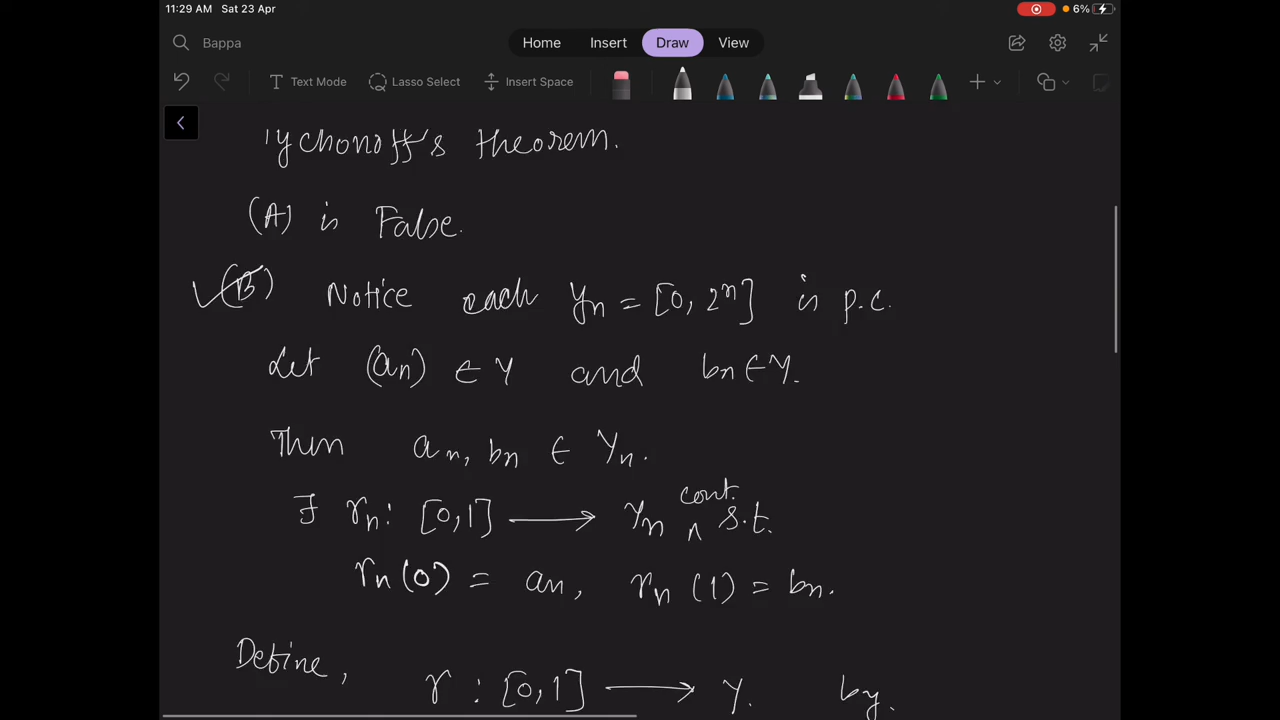 11:29 AM Sat 23 Apr 6%
Bappa Home Insert Draw View
Text Mode Lasso Select Insert Space
Tychonoff's theorem.
(A) is False.
(B) Notice each Yn = [0, 2ⁿ] is p.c.
Let (an) ∈ Y and bn ∈ Y.
Then an, bn ∈ Yn.
∃ γn : [0,1] → Yn cont. s.t.
γn(0) = an, γn(1) = bn.
Define,
γ : [0,1] → Y. by.